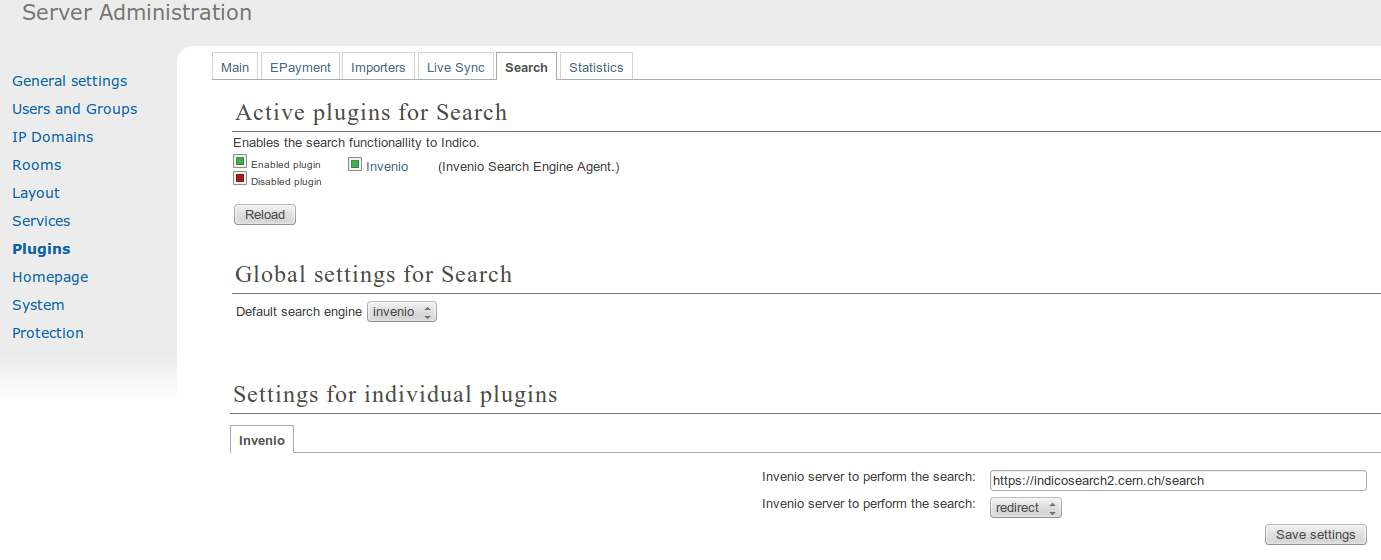 Server Administration
General settings
Users and Groups
IP Domains
Rooms
Layout
Services
Plugins
Homepage
System
Protection
Main EPayment Importers Live Sync Search Statistics
Active plugins for Search
Enables the search functionallity to Indico.
Enabled plugin Invenio (Invenio Search Engine Agent.)
Disabled plugin
Reload
Global settings for Search
Default search engine invenio
Settings for individual plugins
Invenio
Invenio server to perform the search: https://indicosearch2.cern.ch/search
Invenio server to perform the search: redirect
Save settings